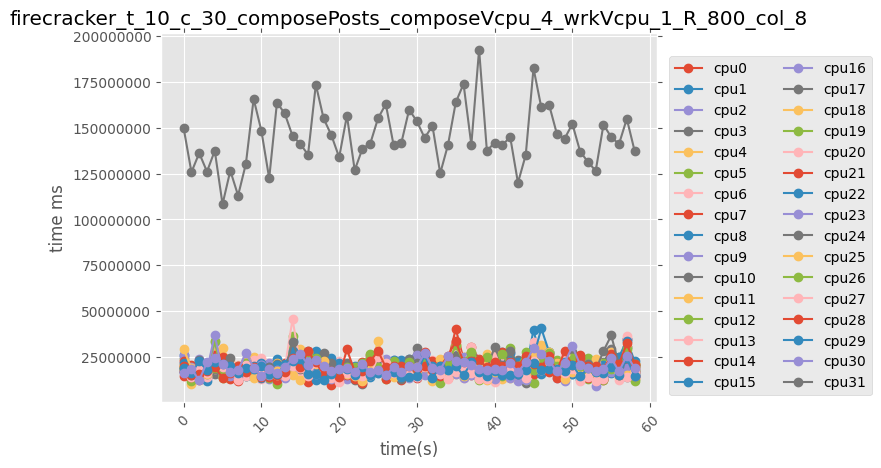 firecracker_t_10_c_30_composePosts_composeVcpu_4_wrkVcpu_1_R_800_col_8
200000000
175000000
150000000
125000000
100000000
75000000
50000000
25000000
time ms
0
10
20
30
40
50
60
time(s)
cpu0
cpu1
cpu2
cpu3
cpu4
cpu5
cpu6
cpu7
cpu8
cpu9
cpu10
cpu11
cpu12
cpu13
cpu14
cpu15
cpu16
cpu17
cpu18
cpu19
cpu20
cpu21
cpu22
cpu23
cpu24
cpu25
cpu26
cpu27
cpu28
cpu29
cpu30
cpu31